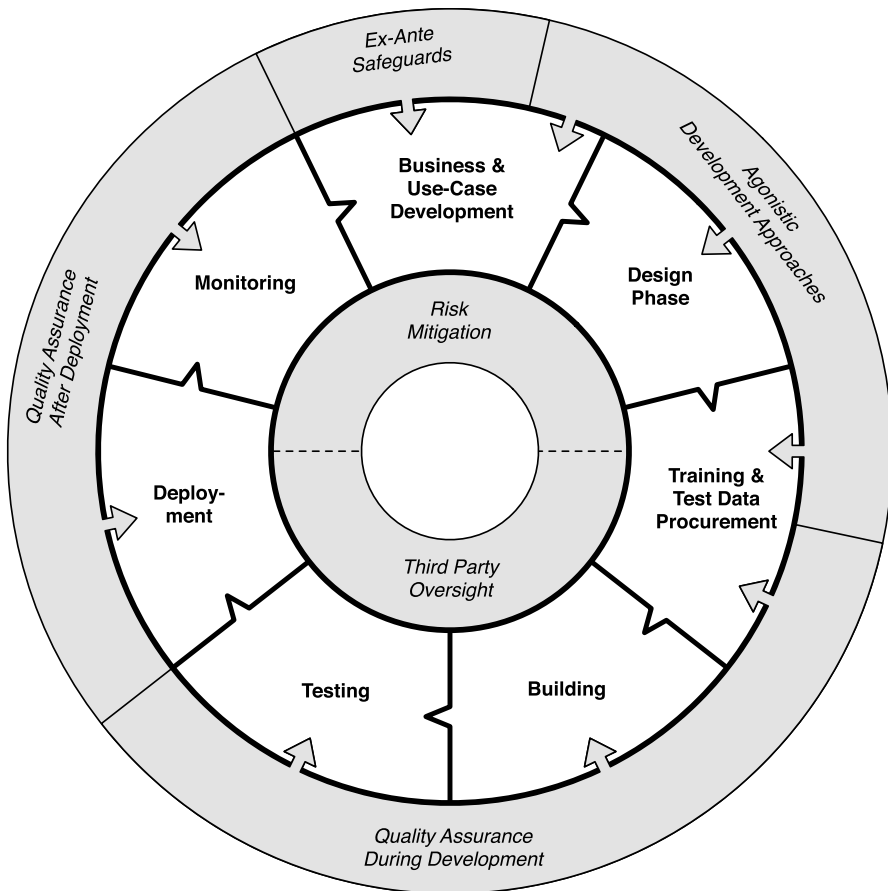 Ex-Ante
Safeguards
Agonistic
Development Approaches
Business &
Use-Case
Development
Monitoring
Design
Phase
Risk
Mitigation
Quality Assurance
After Deployment
Deploy-
ment
Training &
Test Data
Procurement
Third Party
Oversight
Testing
Building
Quality Assurance
During Development